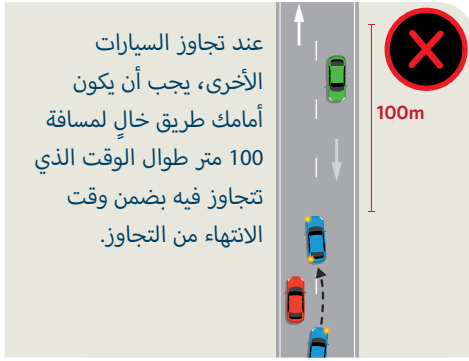 عند تجاوز السيارات
الأخرى، يجب أن يكون
أمامك طريق خالٍ لمسافة
100 متر طوال الوقت الذي
تتجاوز فيه بضمن وقت
الانتهاء من التجاوز.
100m